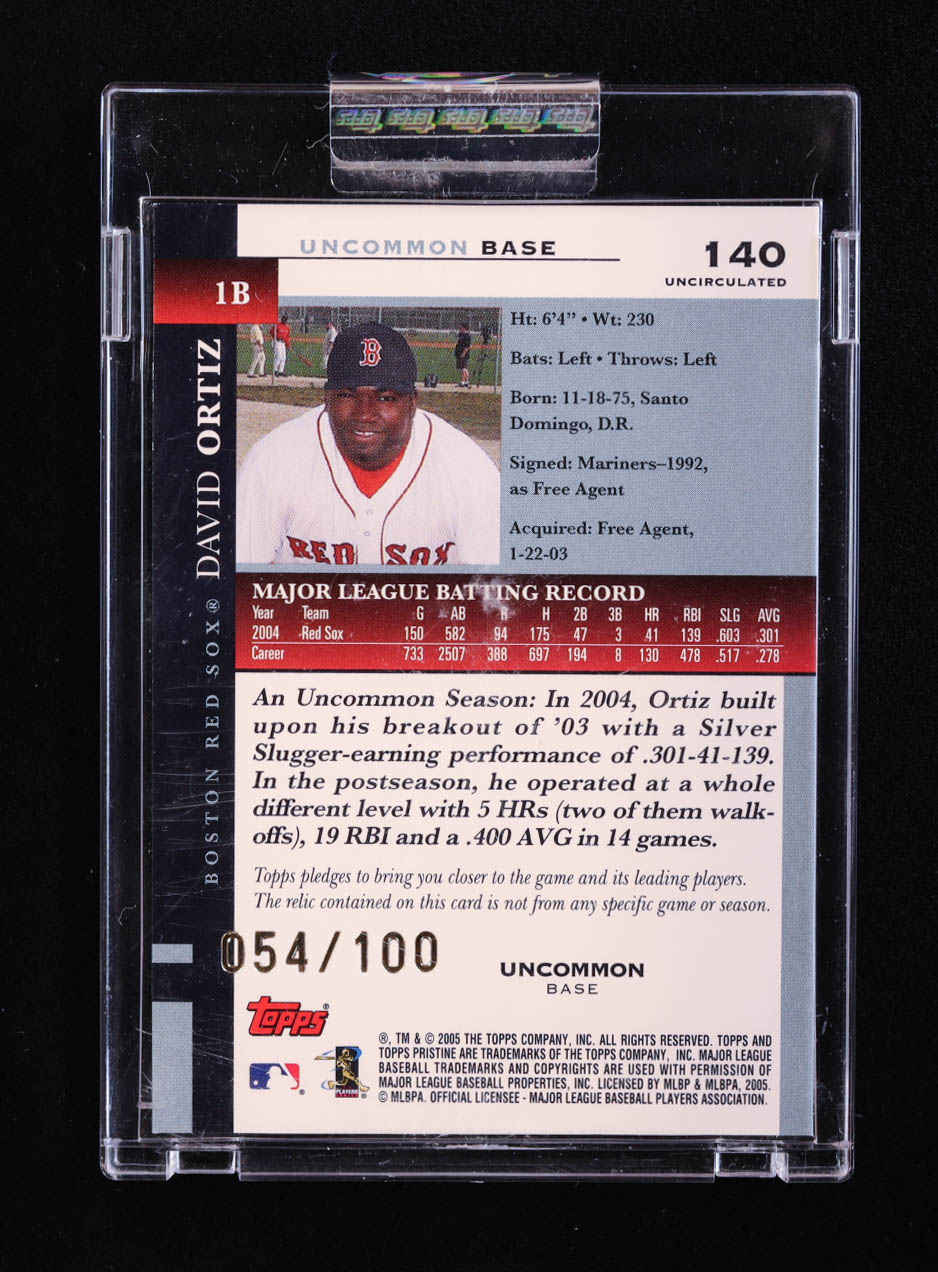 UNCOMMON BASE
140
UNCIRCULATED
1B
DAVID ORTIZ
BOSTON RED SOX®
B
RED SOX
Ht: 6'4" • Wt: 230
Bats: Left • Throws: Left
Born: 11-18-75, Santo
Domingo, D.R.
Signed: Mariners–1992,
as Free Agent
Acquired: Free Agent,
1-22-03
MAJOR LEAGUE BATTING RECORD
Year Team G AB R H 2B 3B HR RBI SLG AVG
2004 Red Sox 150 582 94 175 47 3 41 139 .603 .301
Career 733 2507 388 697 194 8 130 478 .517 .278
An Uncommon Season: In 2004, Ortiz built
upon his breakout of '03 with a Silver
Slugger-earning performance of .301-41-139.
In the postseason, he operated at a whole
different level with 5 HRs (two of them walk-
offs), 19 RBI and a .400 AVG in 14 games.
Topps pledges to bring you closer to the game and its leading players.
The relic contained on this card is not from any specific game or season.
054/100
UNCOMMON
BASE
Topps®
®, TM & © 2005 THE TOPPS COMPANY, INC. ALL RIGHTS RESERVED. TOPPS AND
TOPPS PRISTINE ARE TRADEMARKS OF THE TOPPS COMPANY, INC. MAJOR LEAGUE
BASEBALL TRADEMARKS AND COPYRIGHTS ARE USED WITH PERMISSION OF
MAJOR LEAGUE BASEBALL PROPERTIES, INC. LICENSED BY MLBP & MLBPA, 2005.
© MLBPA. OFFICIAL LICENSEE - MAJOR LEAGUE BASEBALL PLAYERS ASSOCIATION.